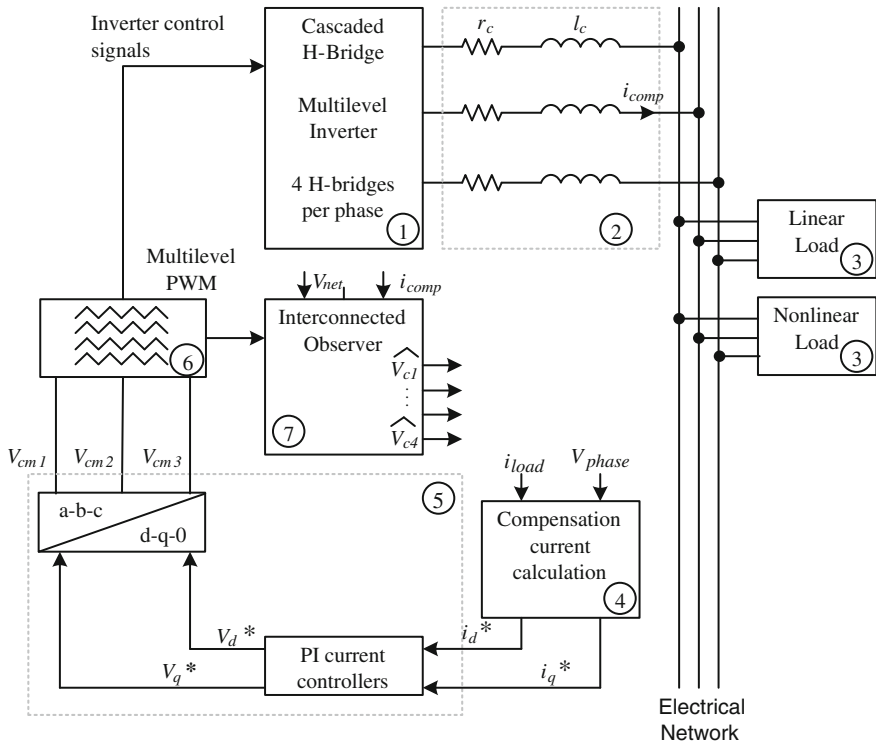 Inverter control
signals
Cascaded
H-Bridge
Multilevel
Inverter
4 H-bridges
per phase
1
r_c
l_c
i_comp
2
Linear
Load
3
Nonlinear
Load
3
Multilevel
PWM
6
V_net
i_comp
Interconnected
Observer
V̂_c1
V̂_c4
7
V_cm1
V_cm2
V_cm3
a-b-c
d-q-0
5
i_load
V_phase
Compensation
current
calculation
4
V_d *
V_q *
PI current
controllers
i_d *
i_q *
Electrical
Network